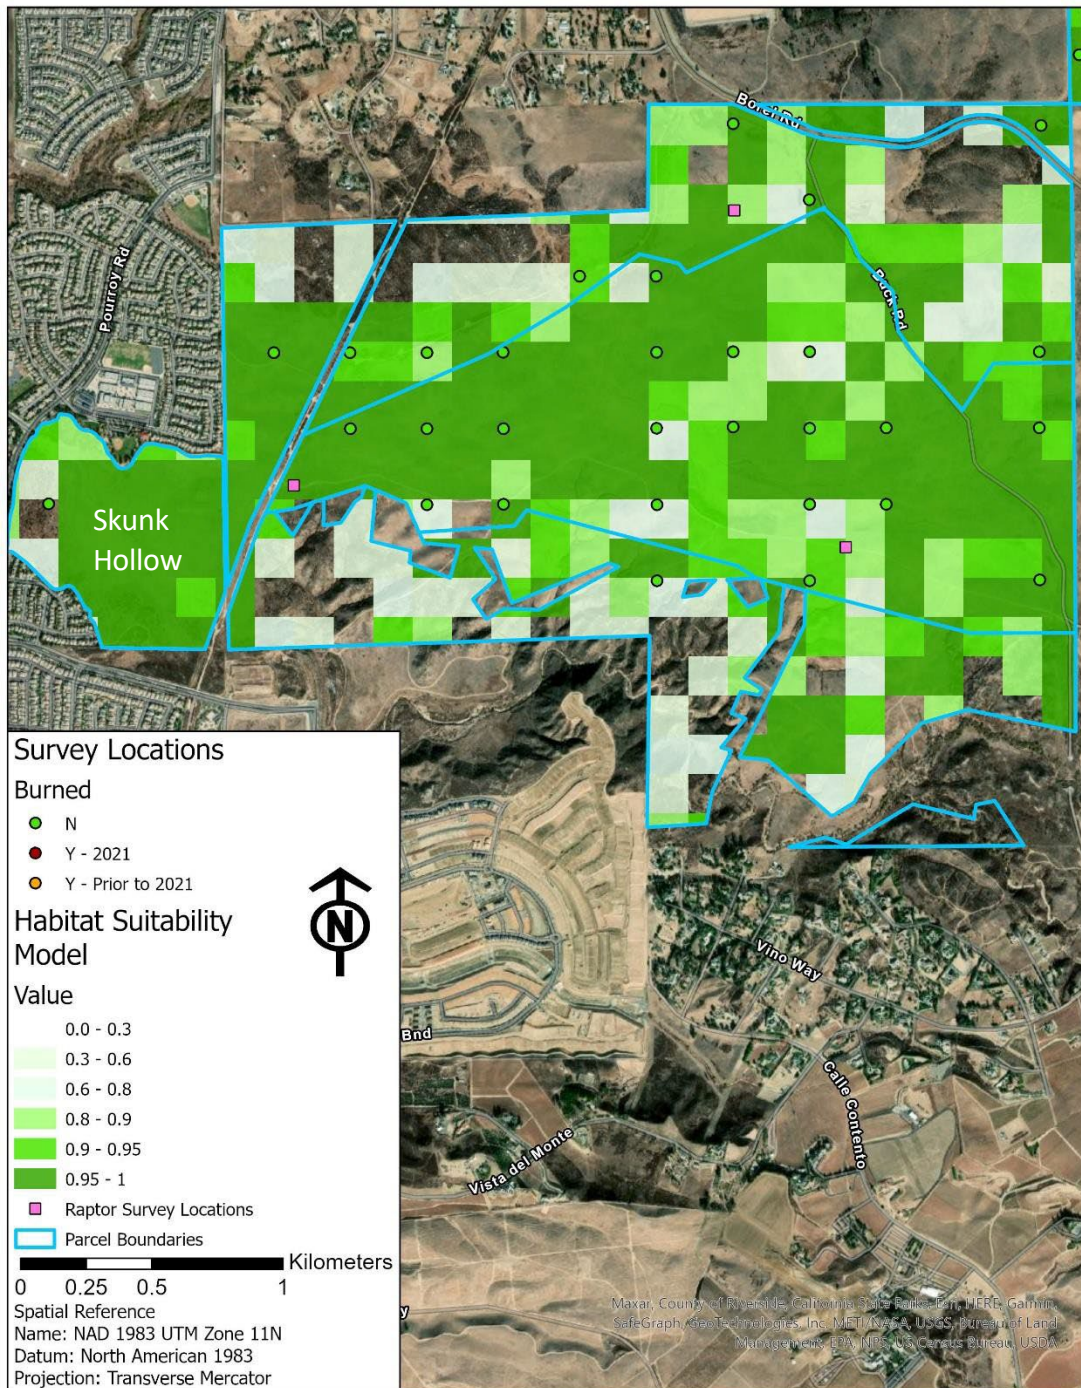 Borel Rd
Pourroy Rd
Buck Rd
Skunk
Hollow
Survey Locations
Burned
N
Y - 2021
Y - Prior to 2021
N
Habitat Suitability
Model
Value
0.0 - 0.3
0.3 - 0.6
0.6 - 0.8
0.8 - 0.9
0.9 - 0.95
0.95 - 1
Raptor Survey Locations
Parcel Boundaries
Kilometers
0 0.25 0.5 1
Spatial Reference
Name: NAD 1983 UTM Zone 11N
Datum: North American 1983
Projection: Transverse Mercator
Vino Way
Bnd
Calle Contento
Vista del Monte
y
Maxar, County of Riverside, California State Parks, Esri, HERE, Garmin,
SafeGraph, GeoTechnologies, Inc, METI/NASA, USGS, Bureau of Land
Management, EPA, NPS, US Census Bureau, USDA